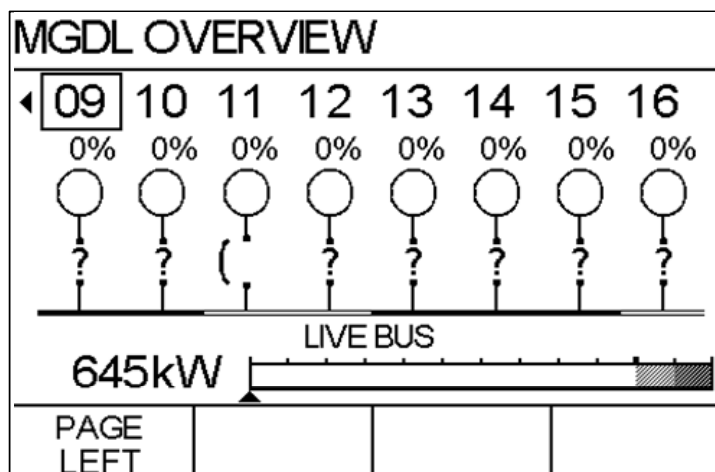 MGDL OVERVIEW
09 10 11 12 13 14 15 16
0% 0% 0% 0% 0% 0% 0% 0%
? ? ( ? ? ? ? ?
LIVE BUS
645kW
PAGE
LEFT